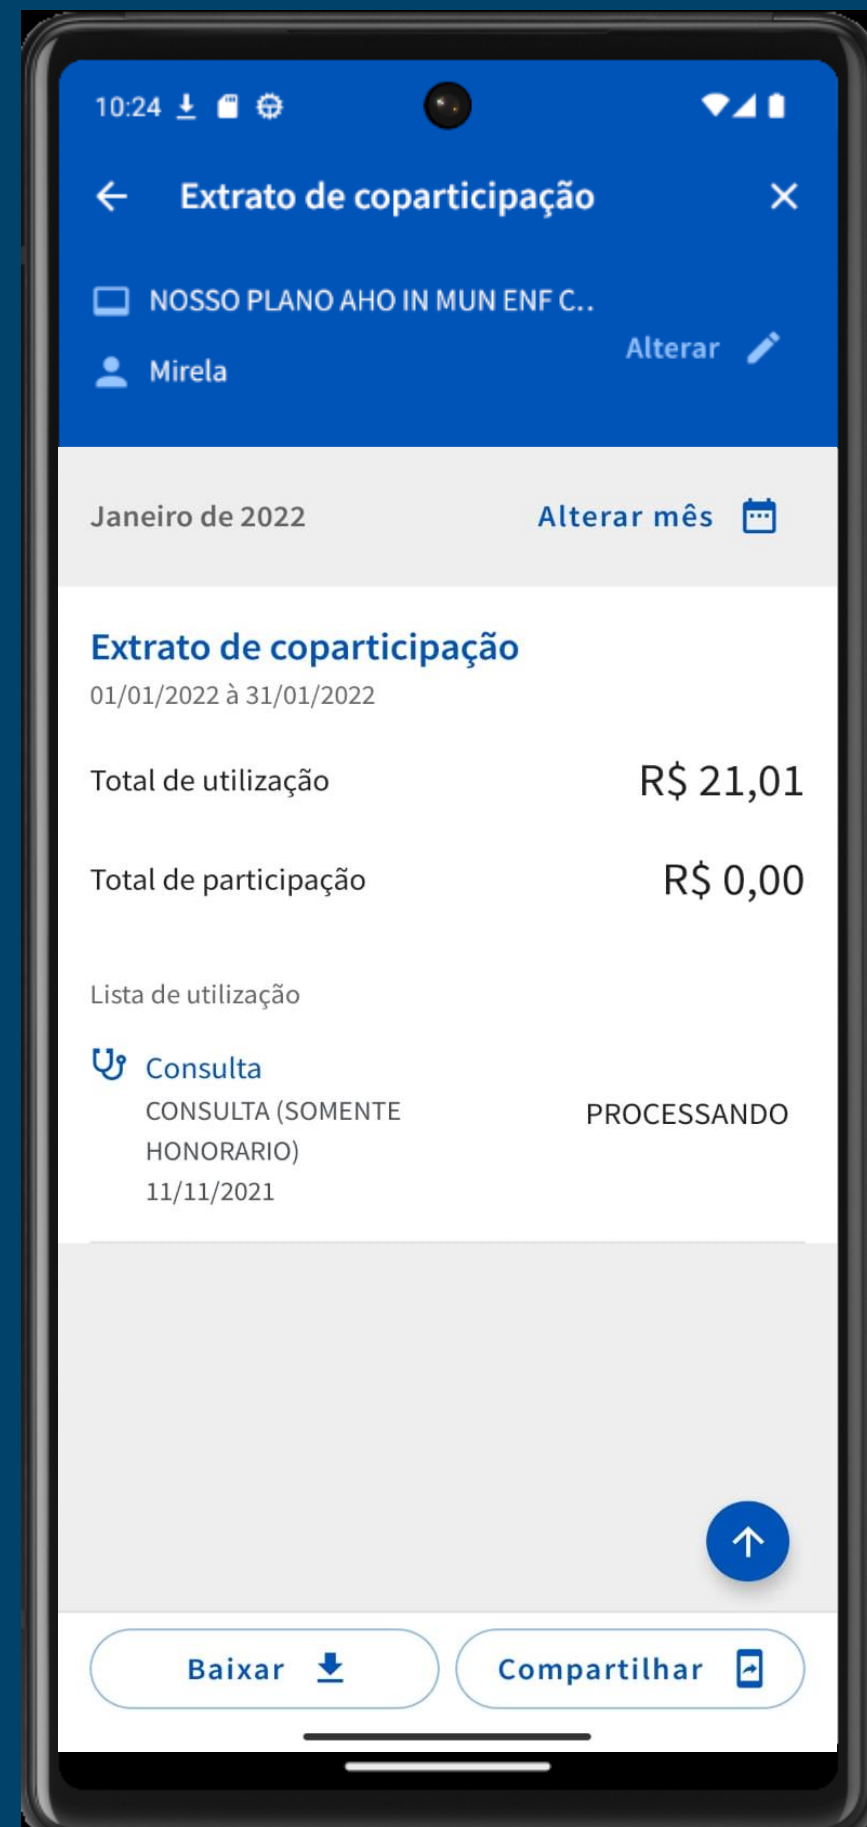 10:24
Extrato de coparticipação
NOSSO PLANO AHO IN MUN ENF C..
Alterar
Mirela
Janeiro de 2022
Alterar mês
Extrato de coparticipação
01/01/2022 à 31/01/2022
Total de utilização
R$ 21,01
Total de participação
R$ 0,00
Lista de utilização
Consulta
CONSULTA (SOMENTE
HONORARIO)
11/11/2021
PROCESSANDO
Baixar
Compartilhar